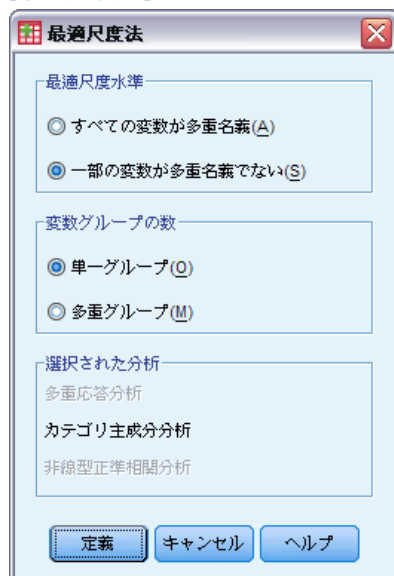 最適尺度法
最適尺度水準
すべての変数が多重名義(A)
一部の変数が多重名義でない(S)
変数グループの数
単一グループ(O)
多重グループ(M)
選択された分析
多重応答分析
カテゴリ主成分分析
非線型正準相関分析
定義 キャンセル ヘルプ